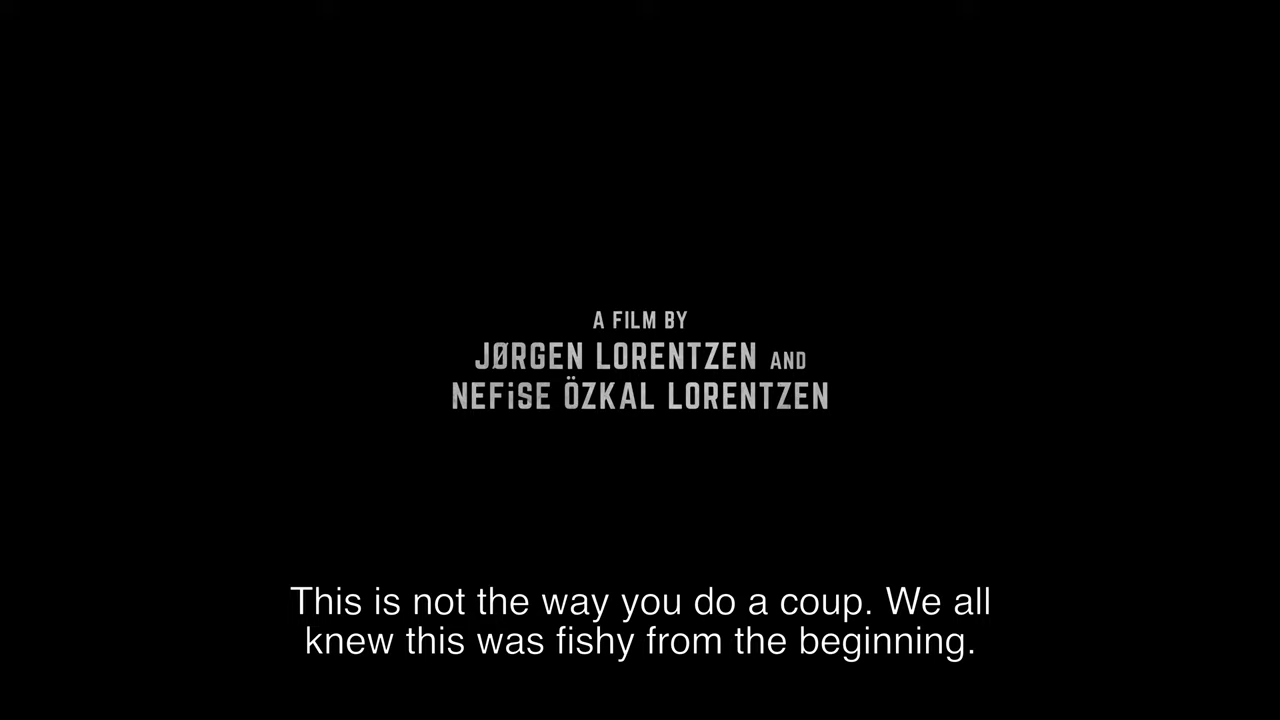 A FILM BY
JØRGEN LORENTZEN AND
NEFiSE ÖZKAL LORENTZEN
This is not the way you do a coup. We all
knew this was fishy from the beginning.